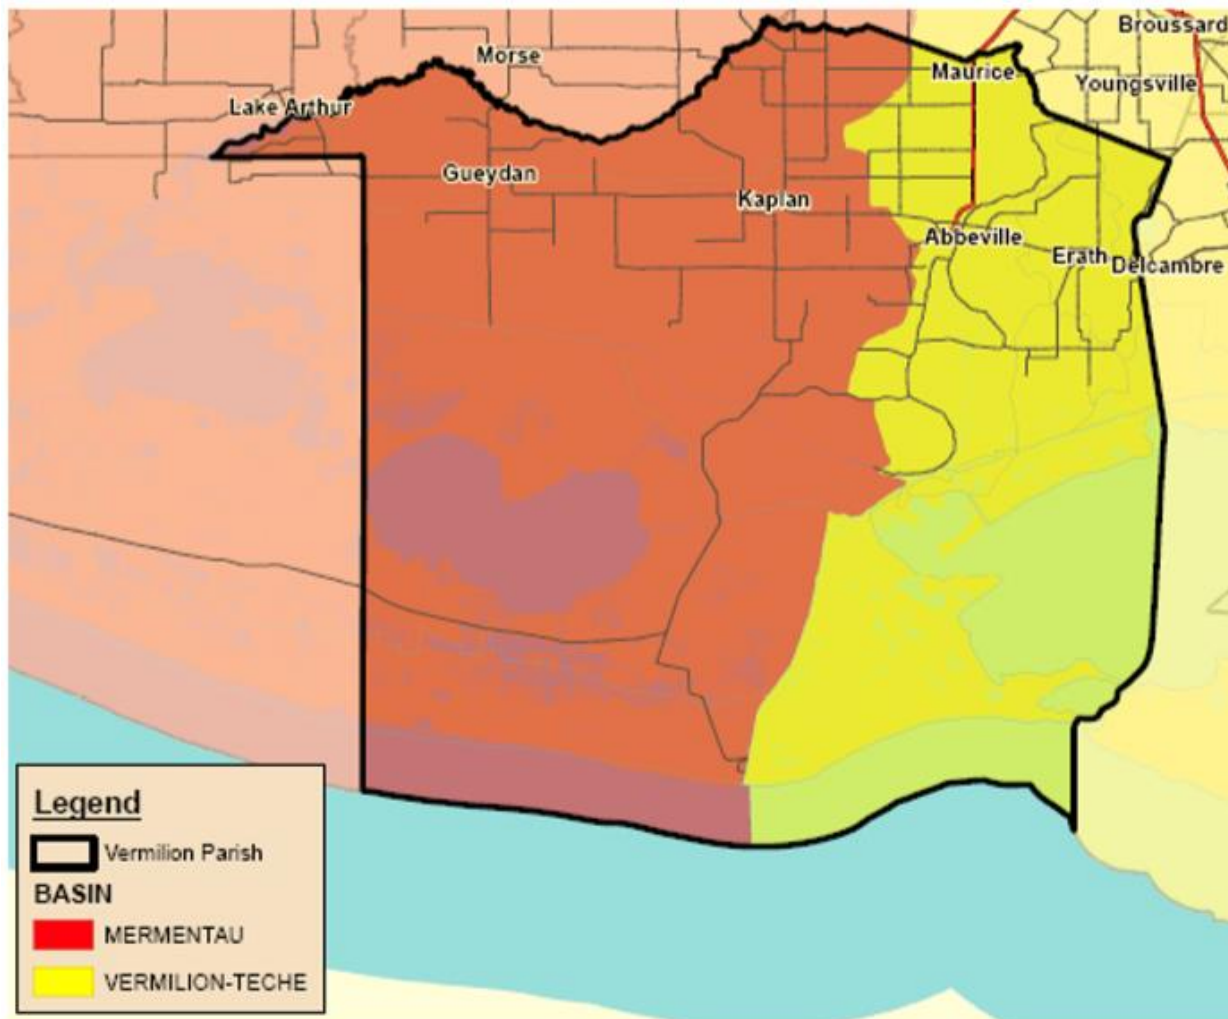 Broussard
Morse
Maurice
Youngsville
Lake Arthur
Gueydan
Kaplan
Abbeville
Erath
Delcambre
Legend
Vermilion Parish
BASIN
MERMENTAU
VERMILION-TECHE